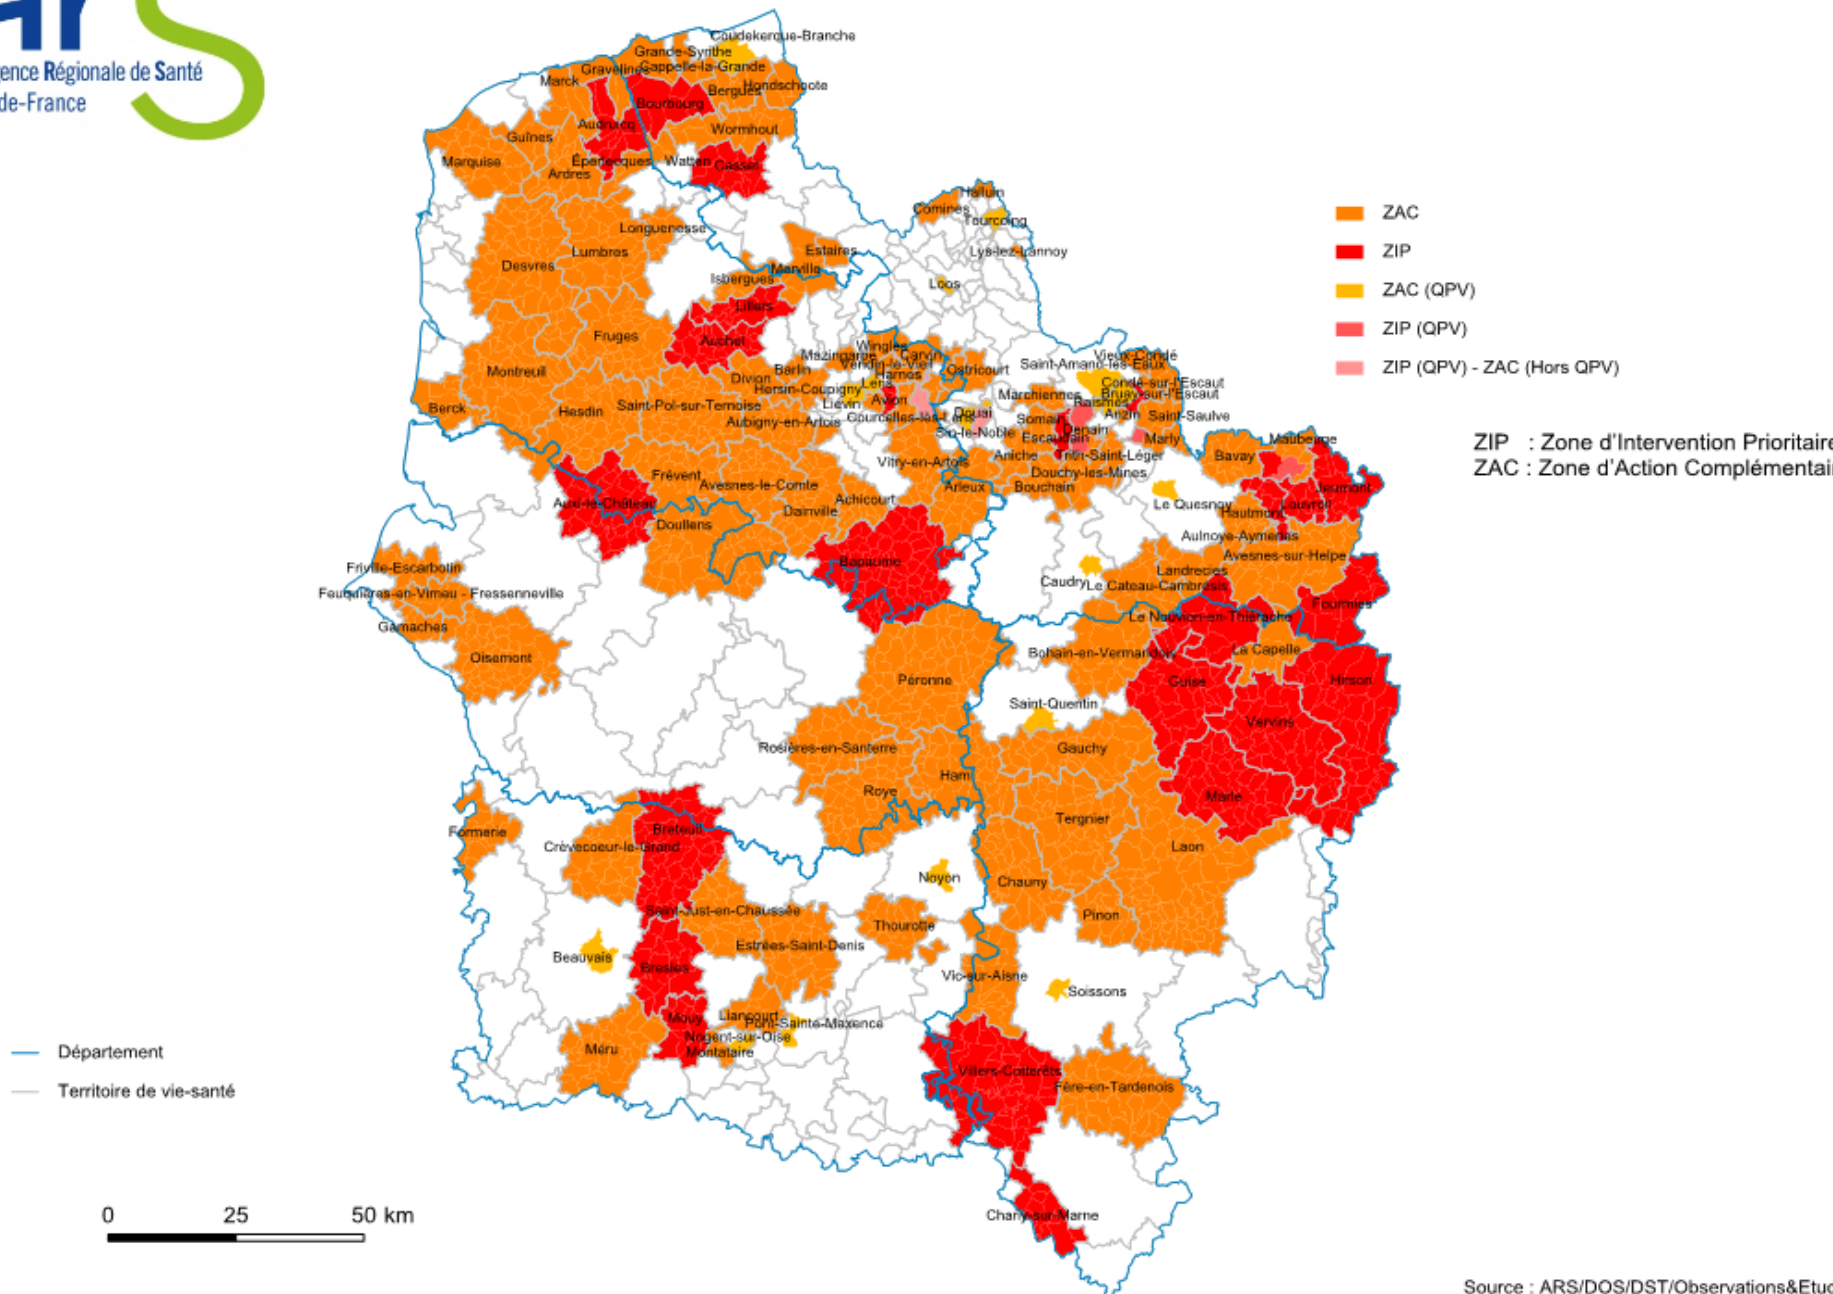 gence Régionale de Santé
de-France
Coudekerque-Branche
Grande-Synthe
Gravelines
Cappelle-la-Grande
Marck
Hondschoote
Bergues
Bourbourg
Audruicq
Wormhout
Guînes
Marquise
Éperlecques
Watten
Cassel
Ardres
Halluin
Comines
Tourcoing
Longuenesse
Lumbres
Estaires
Lys-lez-Lannoy
Desvres
Merville
Isbergues
Loos
Lillers
Fruges
Auchel
Wingles
Mazingarbe
Carvin
Vendin-le-Vieil
Vieux-Condé
Saint-Amand-les-Eaux
Montreuil
Barlin
Harnes
Ostricourt
Divion
Hersin-Coupigny
Lens
Condé-sur-l'Escaut
Marchiennes
Bruay-sur-l'Escaut
Berck
Hesdin
Saint-Pol-sur-Ternoise
Liévin
Avion
Raismes
Anzin
Saint-Saulve
Aubigny-en-Artois
Courcelles-lès-Lens
Douai
Somain
Sin-le-Noble
Denain
Escaudain
Marly
Maubeuge
Vitry-en-Artois
Aniche
Trith-Saint-Léger
Bavay
Frévent
Avesnes-le-Comte
Douchy-les-Mines
Arleux
Bouchain
Jeumont
Auxi-le-Château
Achicourt
Dainville
Le Quesnoy
Louvroil
Hautmont
Doullens
Aulnoye-Aymeries
Avesnes-sur-Helpe
Bapaume
Friville-Escarbotin
Landrecies
Caudry
Le Cateau-Cambrésis
Feuquières-en-Vimeu - Fressenneville
Fourmies
Gamaches
Le Nouvion-en-Thiérache
Oisemont
Bohain-en-Vermandois
La Capelle
Péronne
Guise
Hirson
Saint-Quentin
Vervins
Rosières-en-Santerre
Gauchy
Ham
Roye
Marle
Tergnier
Formerie
Breteuil
Crèvecoeur-le-Grand
Laon
Noyon
Chauny
Saint-Just-en-Chaussée
Pinon
Thourotte
Estrées-Saint-Denis
Beauvais
Bresles
Vic-sur-Aisne
Soissons
Mouy
Liancourt
Pont-Sainte-Maxence
Nogent-sur-Oise
Méru
Montataire
Villers-Cotterêts
Fère-en-Tardenois
Charly-sur-Marne
ZAC
ZIP
ZAC (QPV)
ZIP (QPV)
ZIP (QPV) - ZAC (Hors QPV)
ZIP : Zone d'Intervention Prioritaire
ZAC : Zone d'Action Complémentai
Département
Territoire de vie-santé
0 25 50 km
Source : ARS/DOS/DST/Observations&Etud